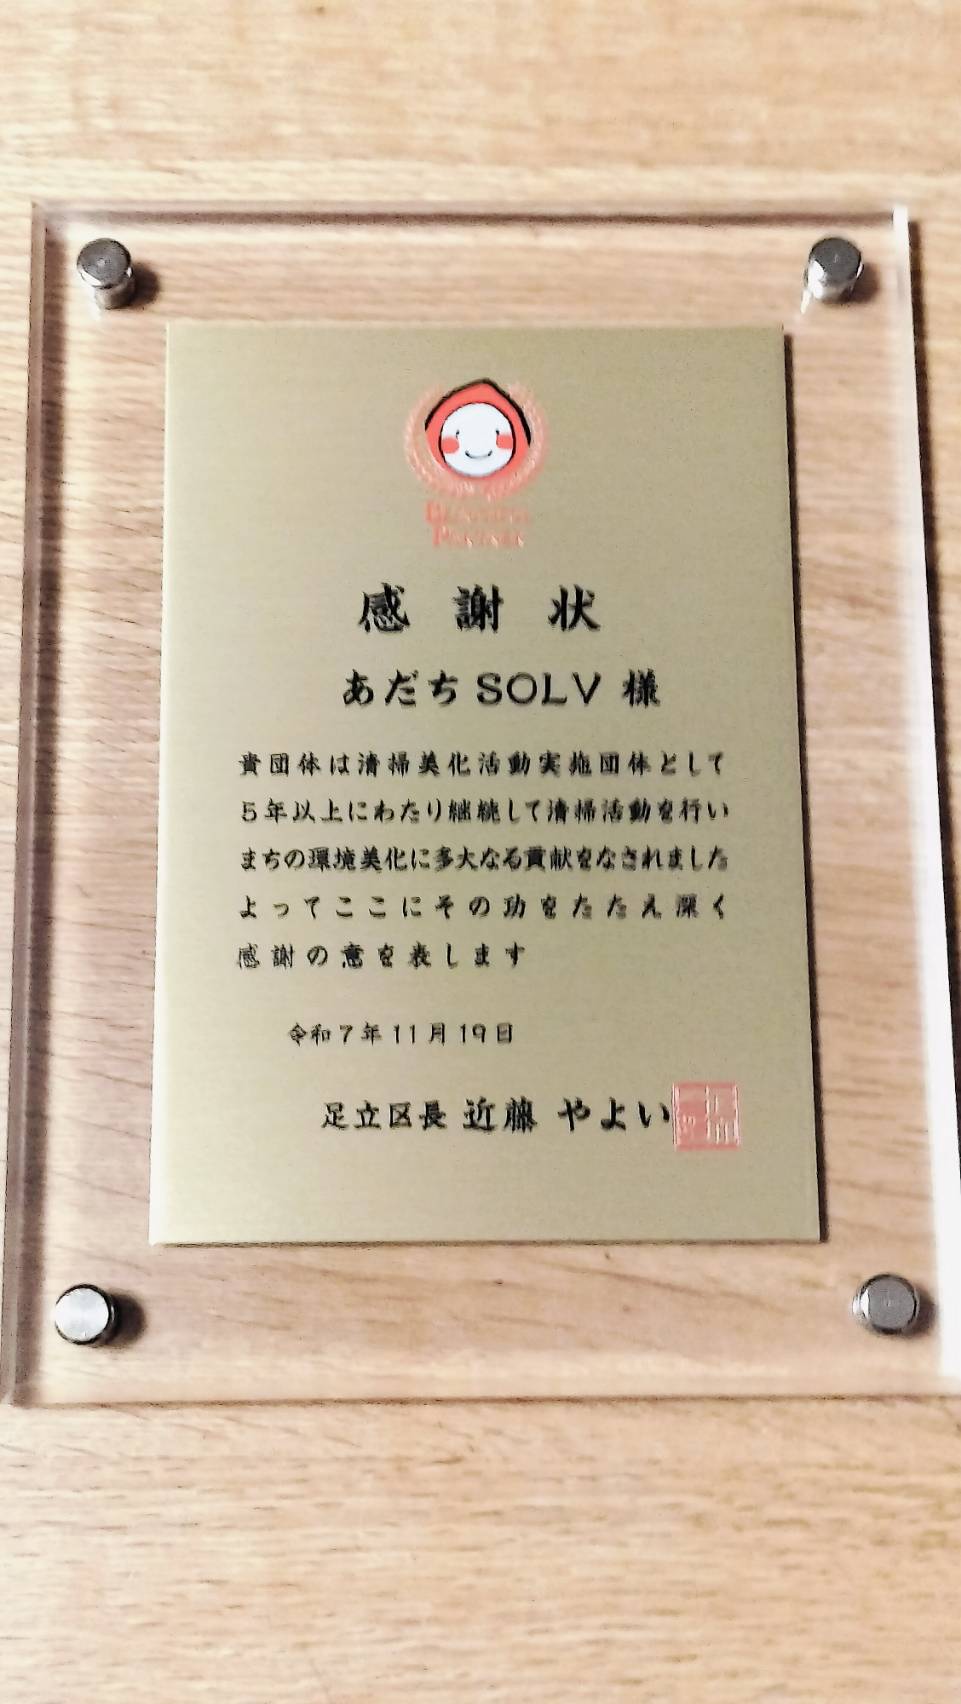 BEAUTIFUL
PARTNER
感謝状
あだち SOLV 様
貴団体は清掃美化活動実施団体として
5年以上にわたり継続して清掃活動を行い
まちの環境美化に多大なる貢献をなされました
よってここにその功をたたえ深く
感謝の意を表します
令和7年11月19日
足立区長 近藤 やよい